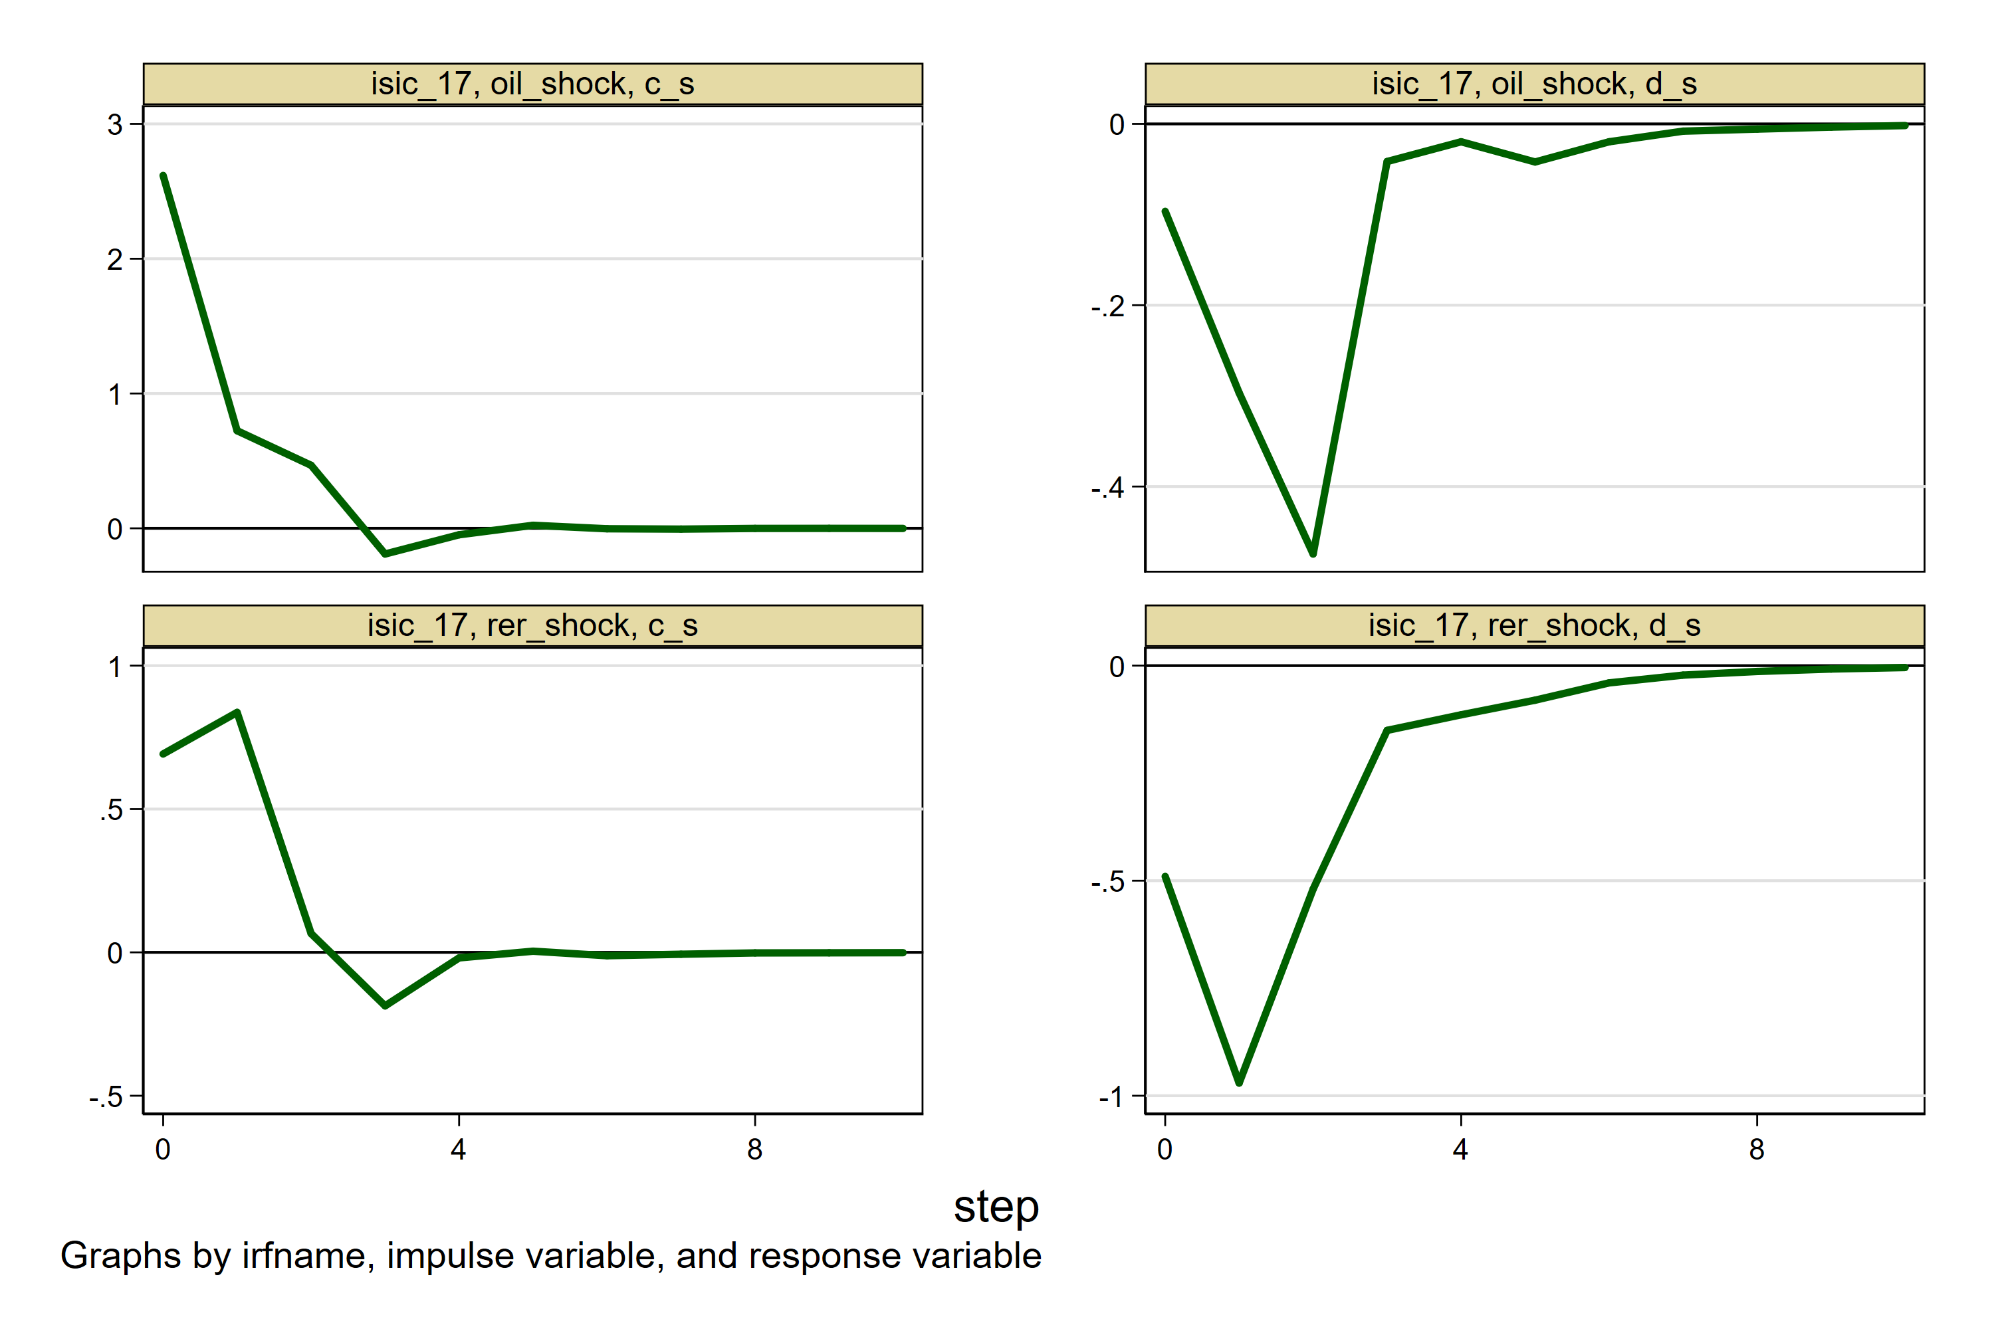 isic_17, oil_shock, c_s
3
2
1
0
isic_17, oil_shock, d_s
0
-.2
-.4
isic_17, rer_shock, c_s
1
.5
0
-.5
0 4 8
isic_17, rer_shock, d_s
0
-.5
-1
0 4 8
step
Graphs by irfname, impulse variable, and response variable